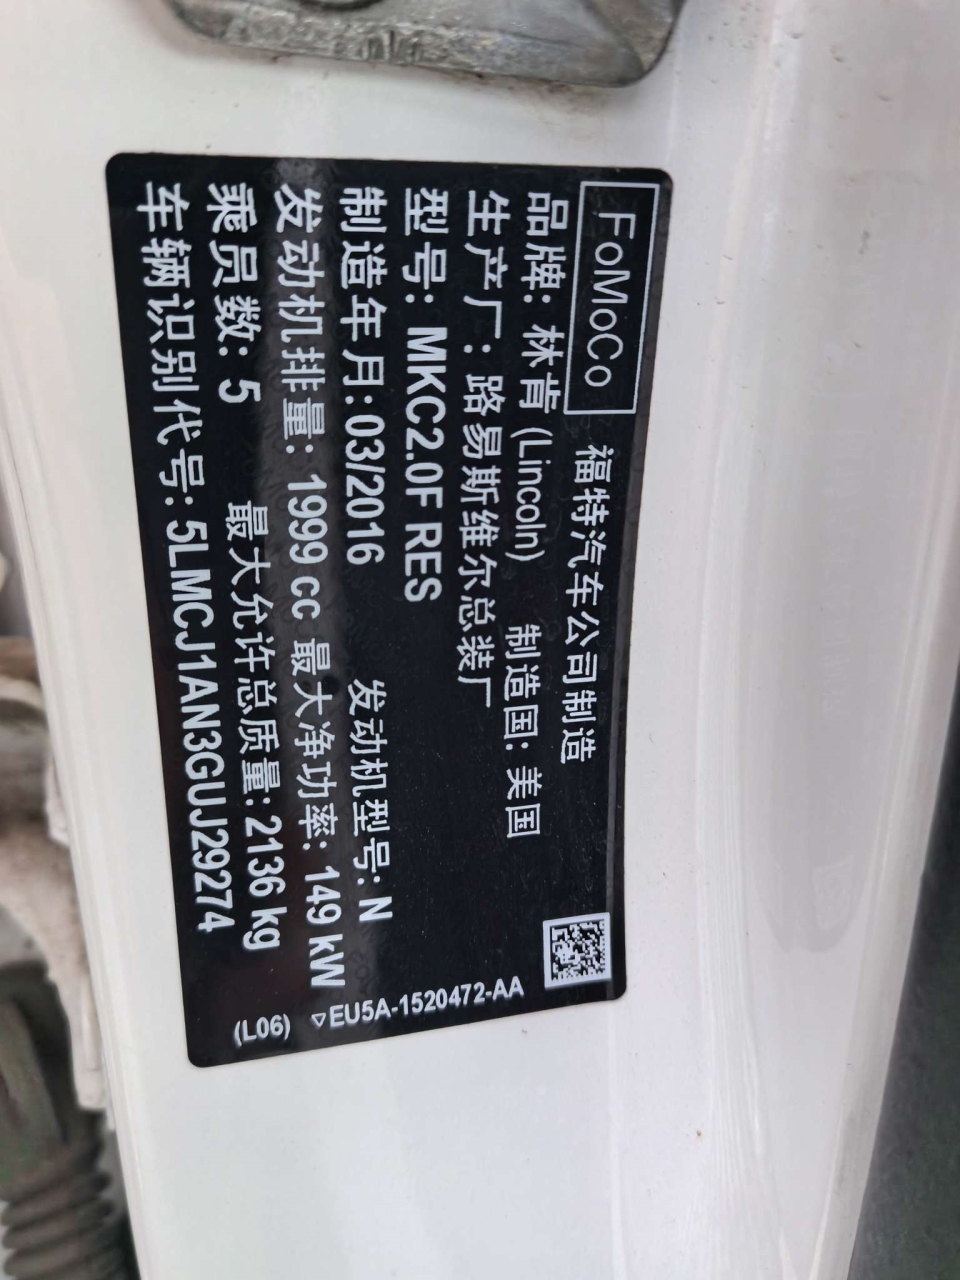 FoMoCo 福特汽车公司制造
品牌: 林肯 (Lincoln) 制造国: 美国
生产厂: 路易斯维尔总装厂
型号: MKC2.0F RES
制造年月: 03/2016 发动机型号: N
发动机排量: 1999 cc 最大净功率: 149 kW
乘员数: 5 最大允许总质量: 2136 kg
车辆识别代号: 5LMCJ1AN3GUJ29274
EU5A-1520472-AA
(L06)